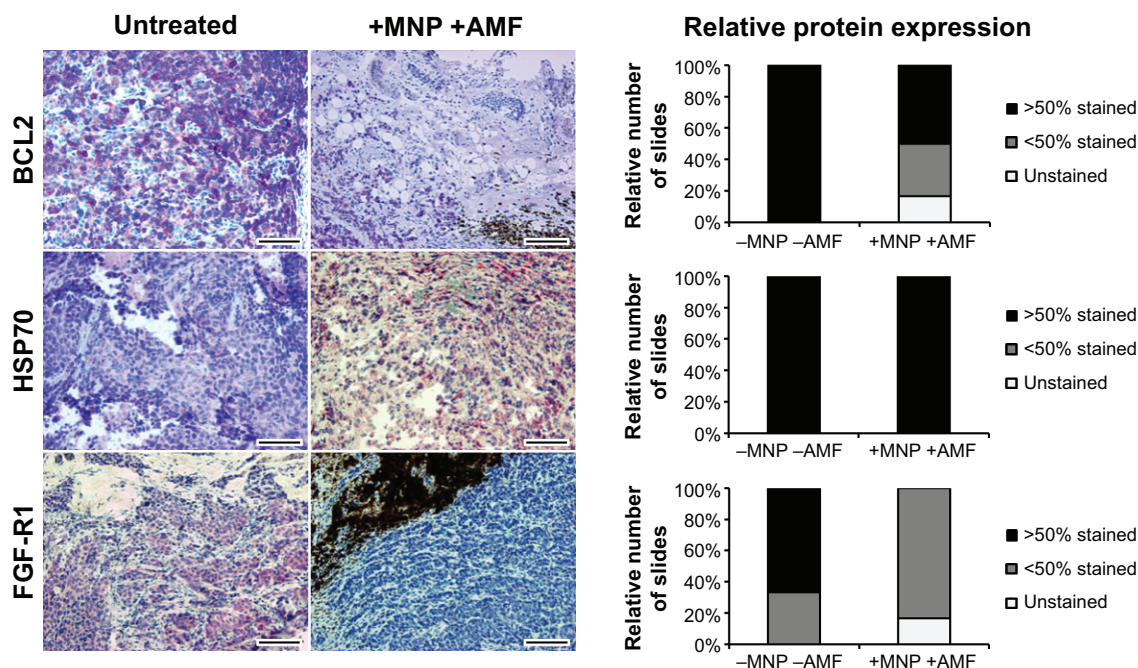 Untreated
+MNP +AMF
Relative protein expression
BCL2
HSP70
FGF-R1
Relative number
of slides
100%
80%
60%
40%
20%
0%
–MNP –AMF
+MNP +AMF
>50% stained
<50% stained
Unstained
Relative number
of slides
100%
80%
60%
40%
20%
0%
–MNP –AMF
+MNP +AMF
>50% stained
<50% stained
Unstained
Relative number
of slides
100%
80%
60%
40%
20%
0%
–MNP –AMF
+MNP +AMF
>50% stained
<50% stained
Unstained